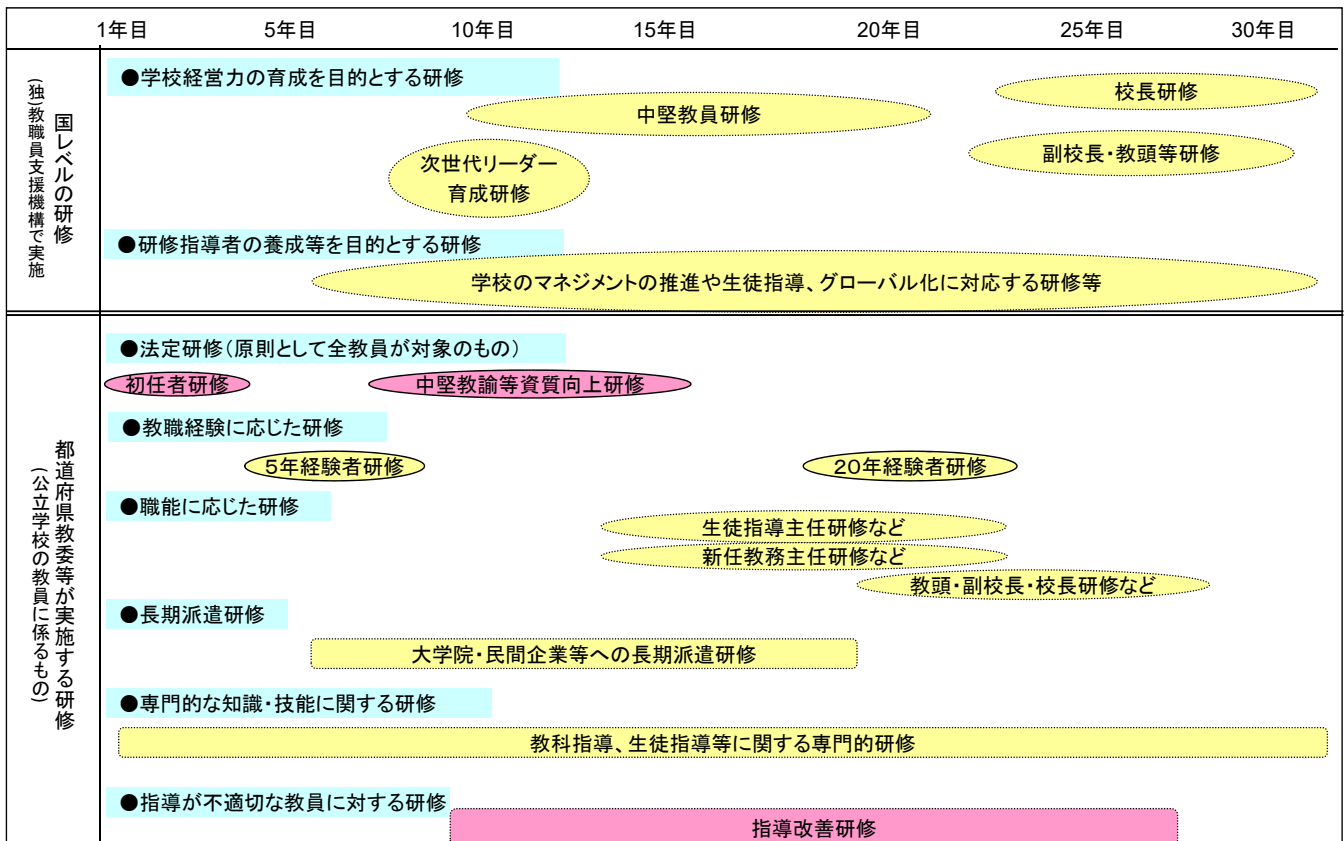 1年目 5年目 10年目 15年目 20年目 25年目 30年目
国レベルの研修
(独)教職員支援機構で実施
●学校経営力の育成を目的とする研修
校長研修
中堅教員研修
副校長・教頭等研修
次世代リーダー
育成研修
●研修指導者の養成等を目的とする研修
学校のマネジメントの推進や生徒指導、グローバル化に対応する研修等
都道府県教委等が実施する研修
(公立学校の教員に係るもの)
●法定研修(原則として全教員が対象のもの)
初任者研修 中堅教諭等資質向上研修
●教職経験に応じた研修
5年経験者研修 20年経験者研修
●職能に応じた研修
生徒指導主任研修など
新任教務主任研修など
教頭・副校長・校長研修など
●長期派遣研修
大学院・民間企業等への長期派遣研修
●専門的な知識・技能に関する研修
教科指導、生徒指導等に関する専門的研修
●指導が不適切な教員に対する研修
指導改善研修